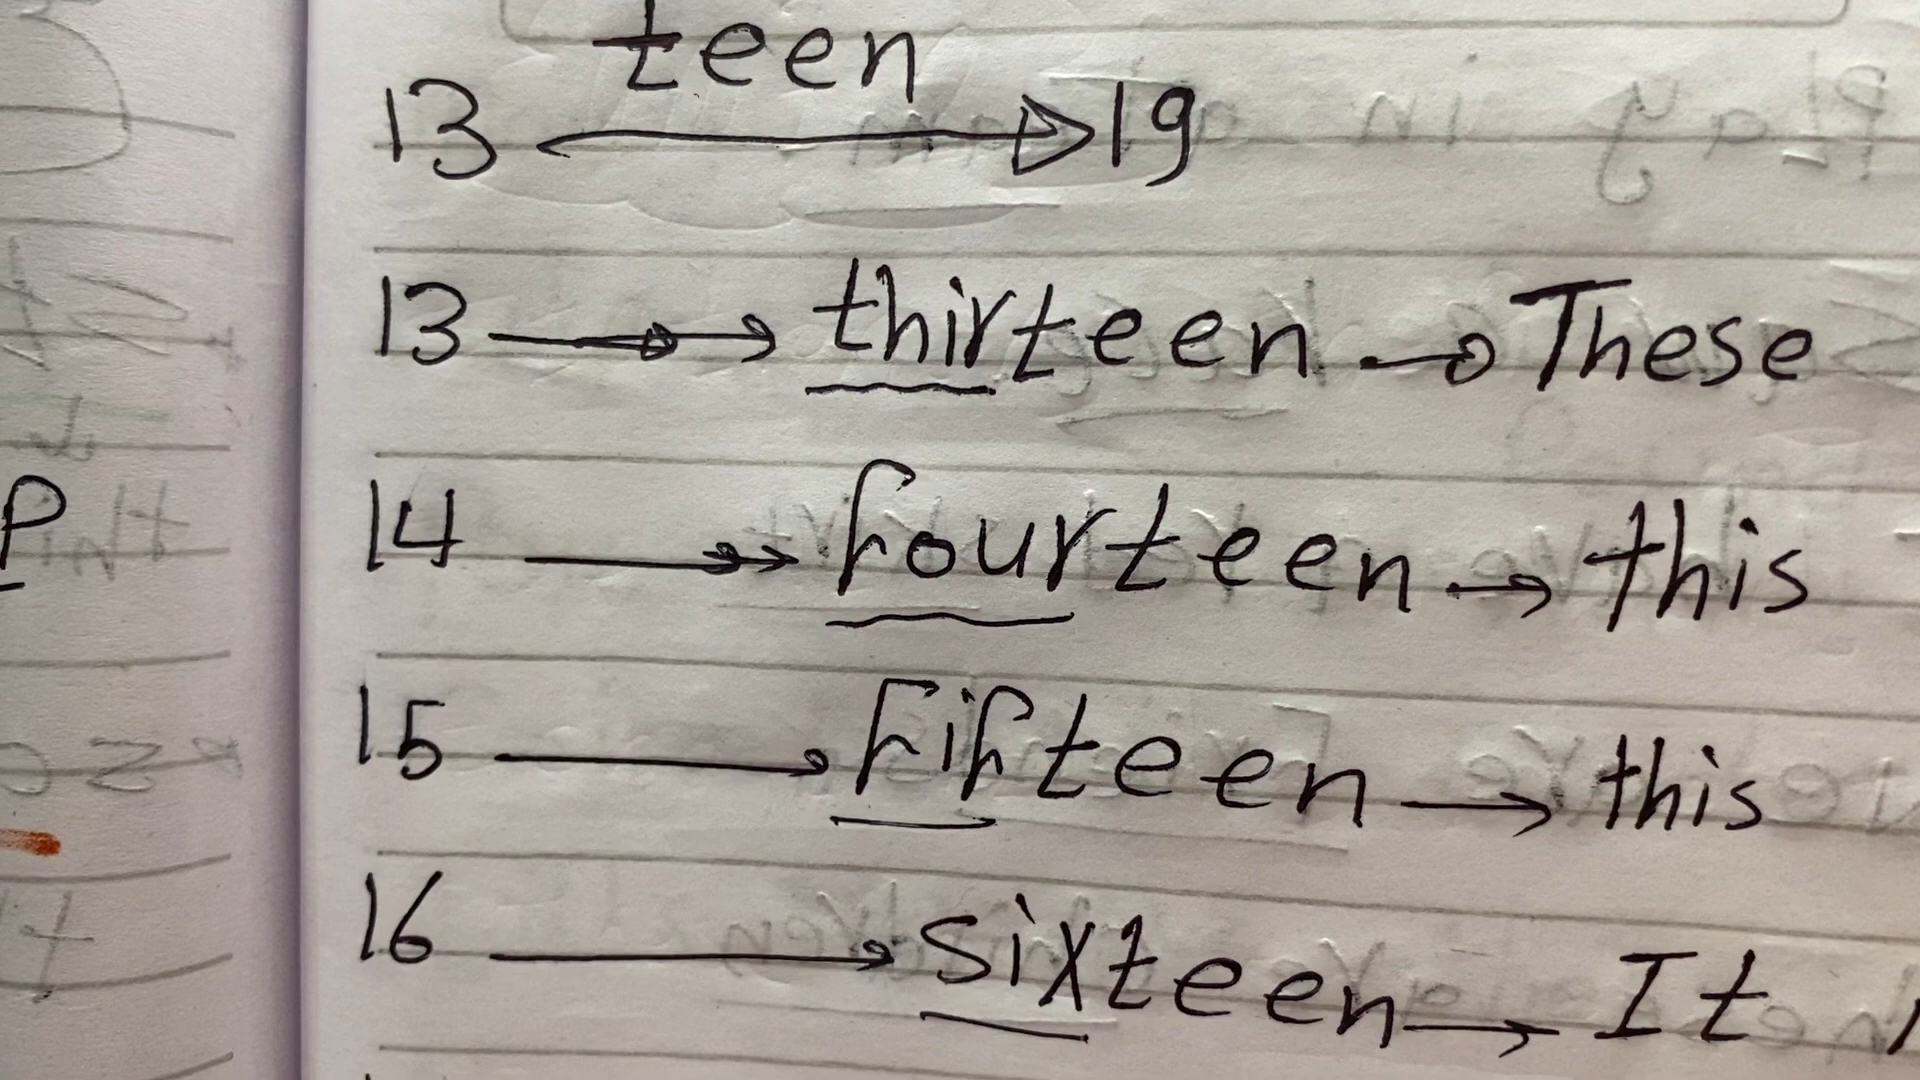 teen
13 ⟵⟶ 19
13 → thirteen → These
14 → fourteen → this
15 → fifteen → this
16 → sixteen → It
P